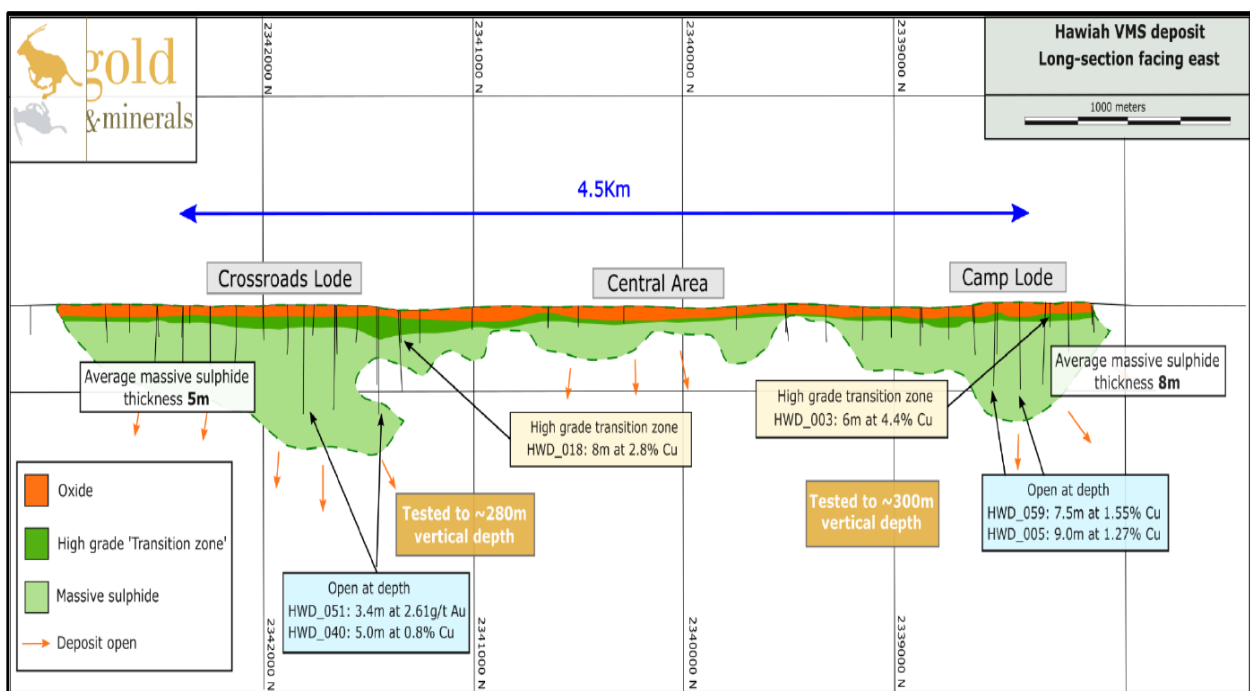 gold
&minerals
2342000 N
2341000 N
2340000 N
2339000 N
Hawiah VMS deposit
Long-section facing east
1000 meters
4.5Km
Crossroads Lode
Central Area
Camp Lode
Average massive sulphide
thickness 5m
High grade transition zone
HWD_018: 8m at 2.8% Cu
High grade transition zone
HWD_003: 6m at 4.4% Cu
Average massive sulphide
thickness 8m
Oxide
High grade 'Transition zone'
Massive sulphide
Deposit open
Tested to ~280m
vertical depth
Tested to ~300m
vertical depth
Open at depth
HWD_059: 7.5m at 1.55% Cu
HWD_005: 9.0m at 1.27% Cu
Open at depth
HWD_051: 3.4m at 2.61g/t Au
HWD_040: 5.0m at 0.8% Cu
2342000 N
2341000 N
2340000 N
2339000 N